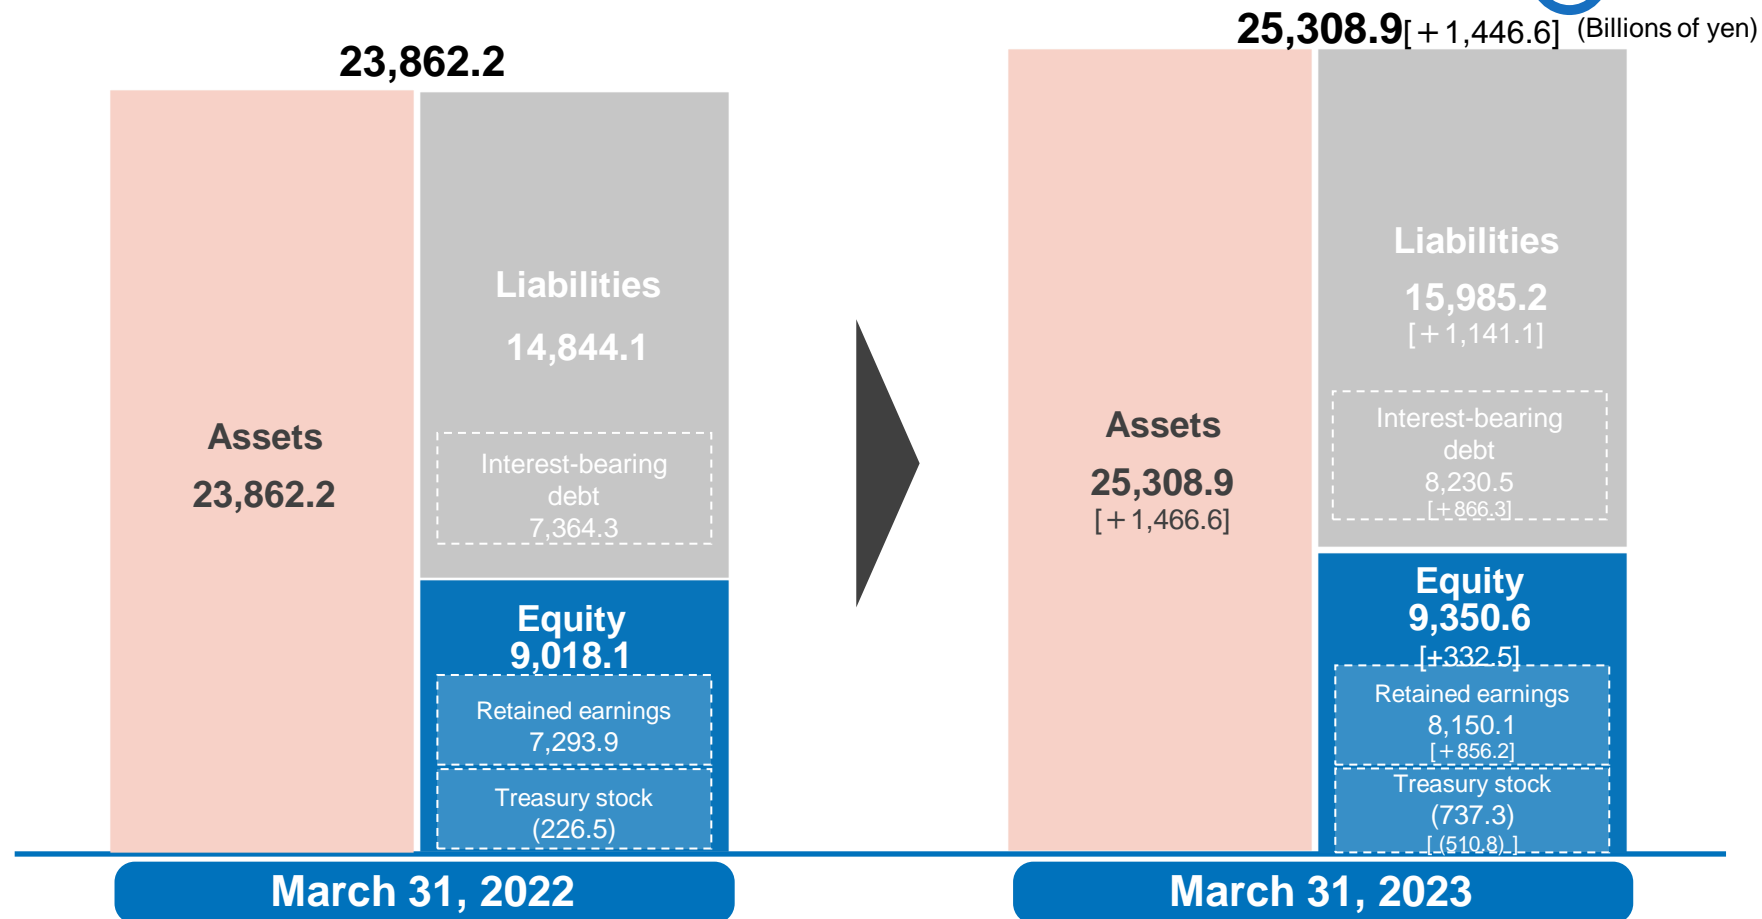 23,862.2
Assets
23,862.2
Liabilities
14,844.1
Interest-bearing
debt
7,364.3
Equity
9,018.1
Retained earnings
7,293.9
Treasury stock
(226.5)
March 31, 2022
25,308.9[+1,446.6] (Billions of yen)
Assets
25,308.9
[+1,466.6]
Liabilities
15,985.2
[+1,141.1]
Interest-bearing
debt
8,230.5
[+866.3]
Equity
9,350.6
[+332.5]
Retained earnings
8,150.1
[+856.2]
Treasury stock
(737.3)
[ (510.8) ]
March 31, 2023